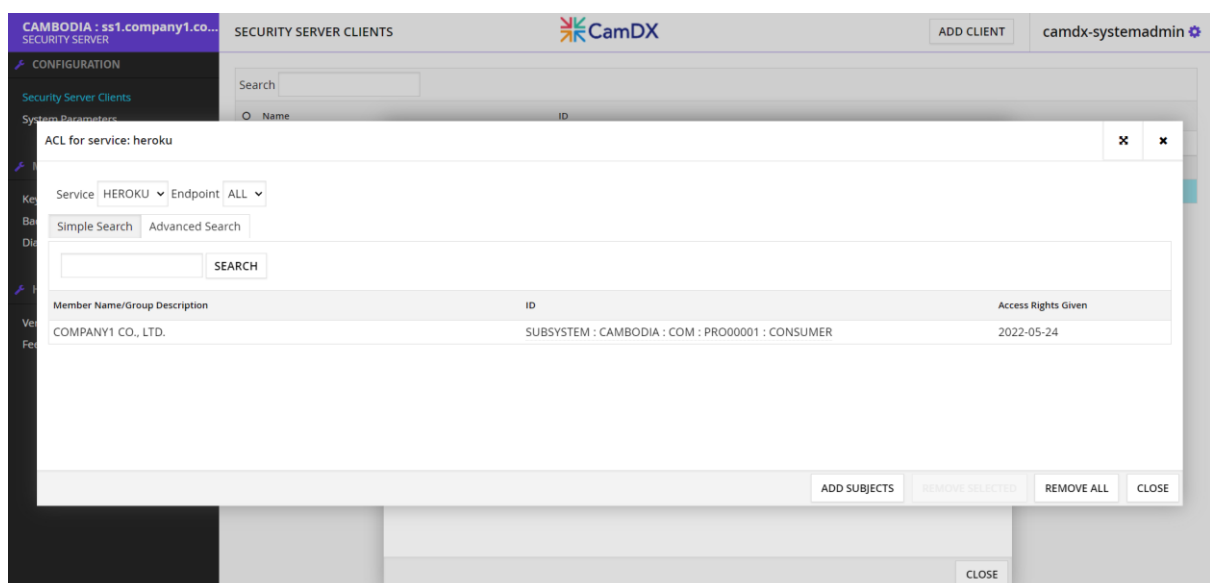 CAMBODIA : ss1.company1.co...
SECURITY SERVER
SECURITY SERVER CLIENTS
CamDX
ADD CLIENT
camdx-systemadmin
CONFIGURATION
Security Server Clients
System Parameters
Search
Name ID
ACL for service: heroku
Service HEROKU Endpoint ALL
Simple Search Advanced Search
SEARCH
Member Name/Group Description ID Access Rights Given
COMPANY1 CO., LTD. SUBSYSTEM : CAMBODIA : COM : PRO00001 : CONSUMER 2022-05-24
ADD SUBJECTS REMOVE SELECTED REMOVE ALL CLOSE
CLOSE